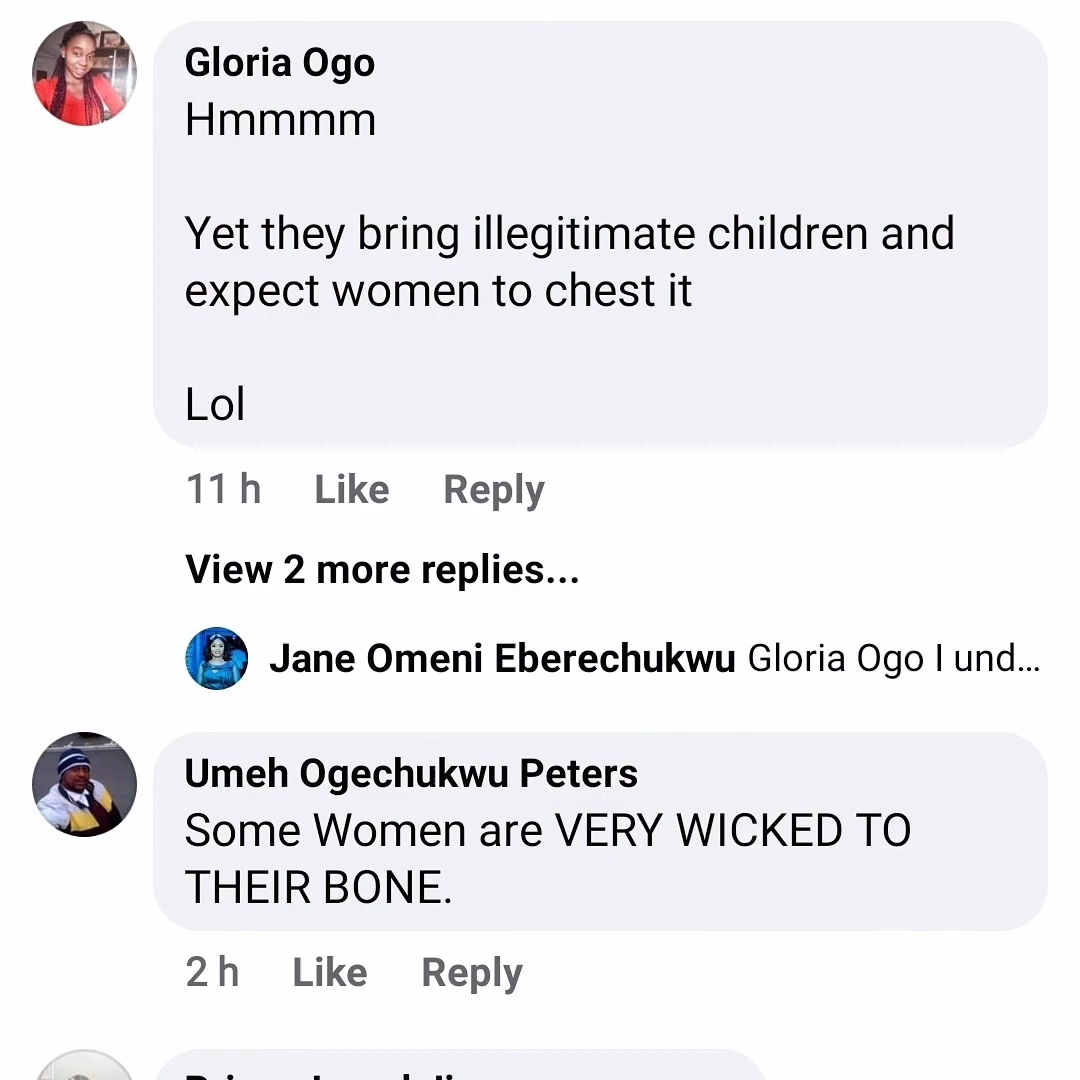 Gloria Ogo
Hmmmm
Yet they bring illegitimate children and
expect women to chest it
Lol
11 h Like Reply
View 2 more replies...
Jane Omeni Eberechukwu Gloria Ogo I und...
Umeh Ogechukwu Peters
Some Women are VERY WICKED TO
THEIR BONE.
2 h Like Reply